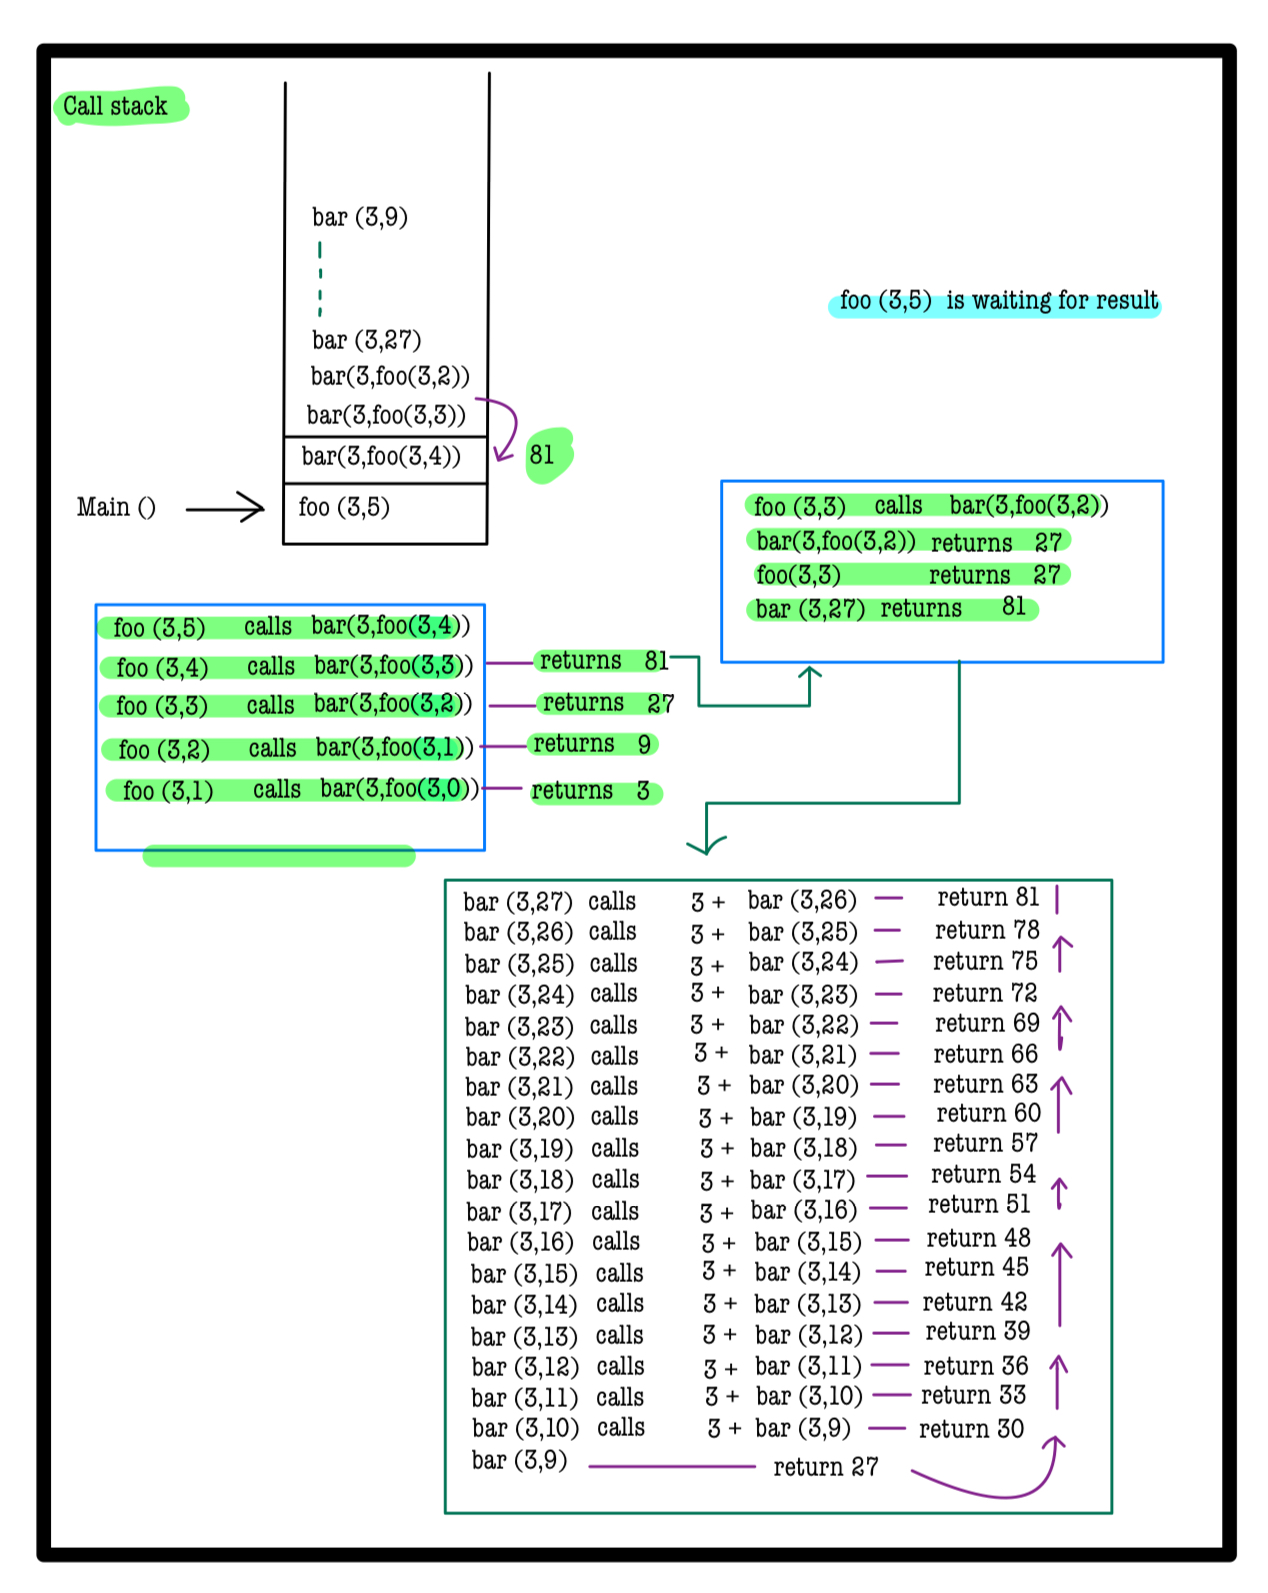 Call stack
bar (3,9)
foo (3,5) is waiting for result
bar (3,27)
bar(3,foo(3,2))
bar(3,foo(3,3))
bar(3,foo(3,4)) 81
Main () foo (3,5)
foo (3,3) calls bar(3,foo(3,2))
bar(3,foo(3,2)) returns 27
foo(3,3) returns 27
bar (3,27) returns 81
foo (3,5) calls bar(3,foo(3,4))
foo (3,4) calls bar(3,foo(3,3)) returns 81
foo (3,3) calls bar(3,foo(3,2)) returns 27
foo (3,2) calls bar(3,foo(3,1)) returns 9
foo (3,1) calls bar(3,foo(3,0)) returns 3
bar (3,27) calls 3 + bar (3,26) return 81
bar (3,26) calls 3 + bar (3,25) return 78
bar (3,25) calls 3 + bar (3,24) return 75
bar (3,24) calls 3 + bar (3,23) return 72
bar (3,23) calls 3 + bar (3,22) return 69
bar (3,22) calls 3 + bar (3,21) return 66
bar (3,21) calls 3 + bar (3,20) return 63
bar (3,20) calls 3 + bar (3,19) return 60
bar (3,19) calls 3 + bar (3,18) return 57
bar (3,18) calls 3 + bar (3,17) return 54
bar (3,17) calls 3 + bar (3,16) return 51
bar (3,16) calls 3 + bar (3,15) return 48
bar (3,15) calls 3 + bar (3,14) return 45
bar (3,14) calls 3 + bar (3,13) return 42
bar (3,13) calls 3 + bar (3,12) return 39
bar (3,12) calls 3 + bar (3,11) return 36
bar (3,11) calls 3 + bar (3,10) return 33
bar (3,10) calls 3 + bar (3,9) return 30
bar (3,9) return 27